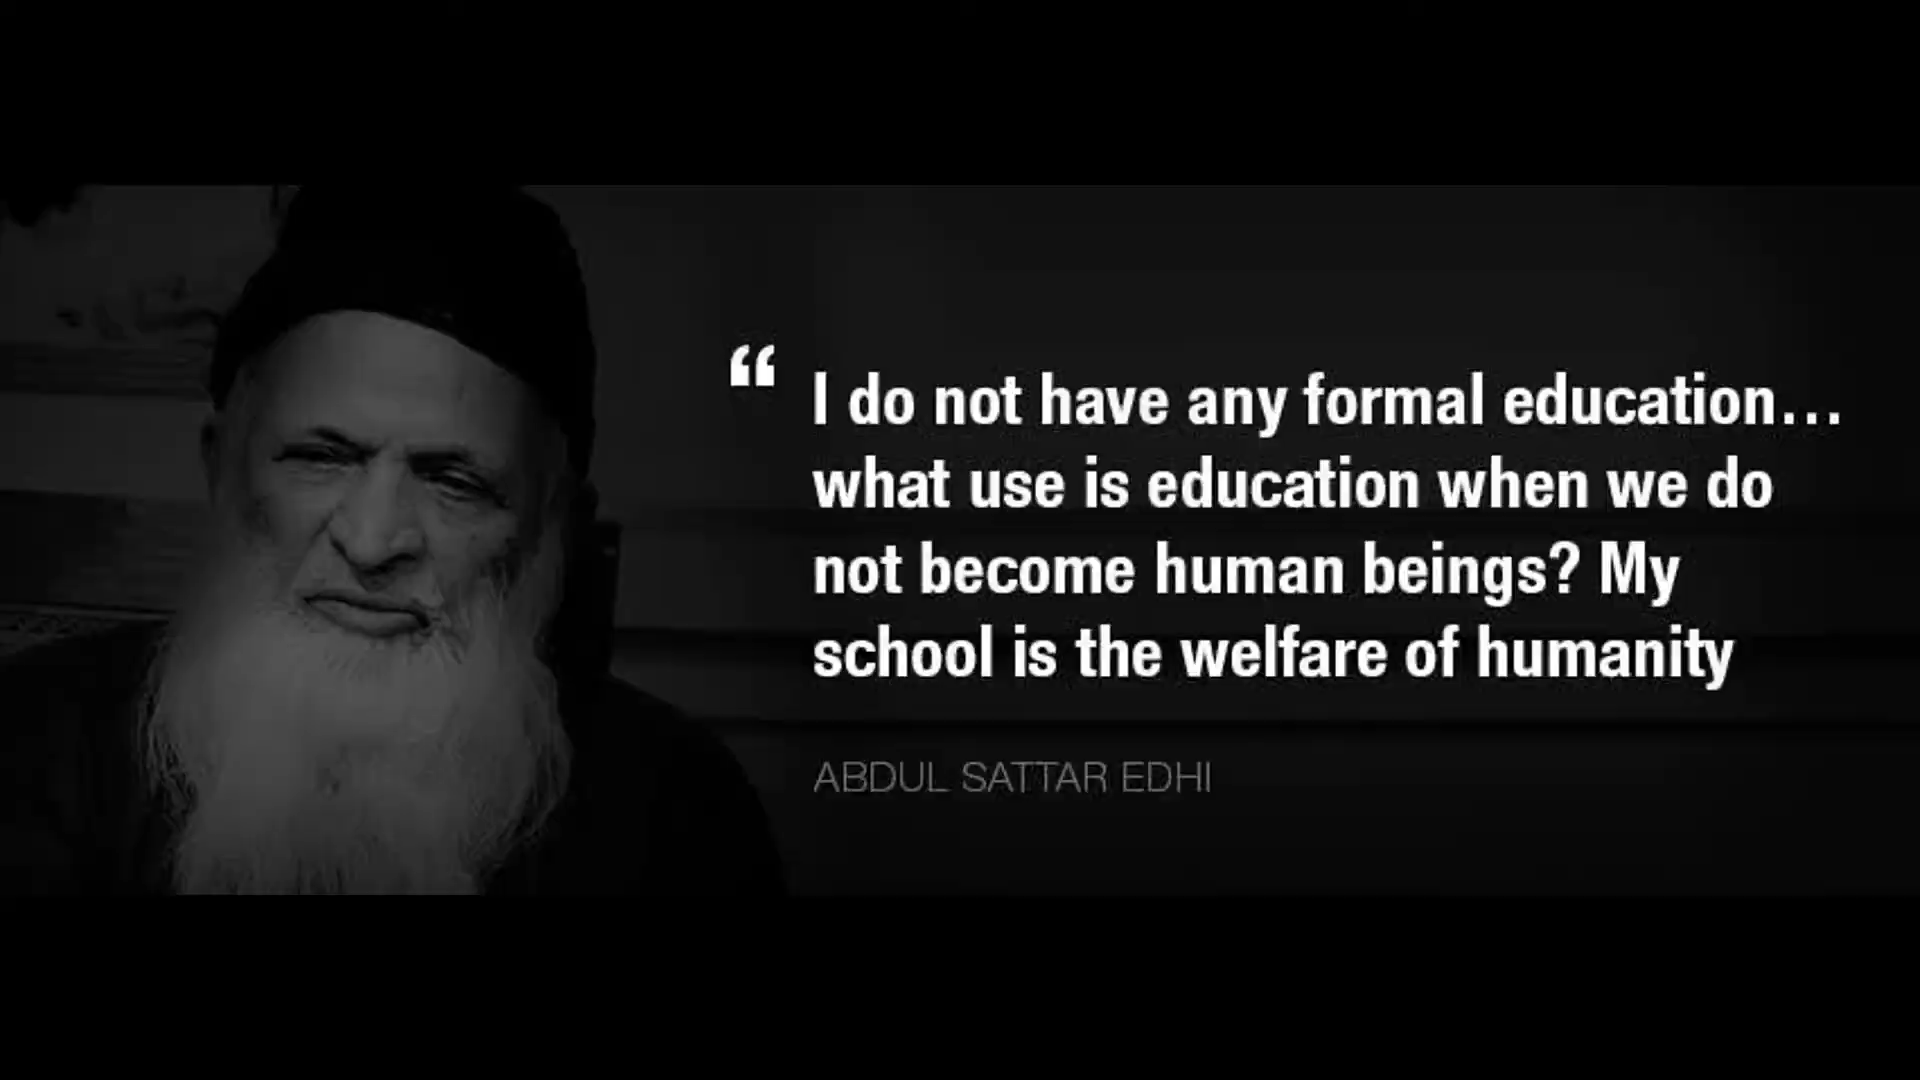 “ I do not have any formal education...
what use is education when we do
not become human beings? My
school is the welfare of humanity
ABDUL SATTAR EDHI